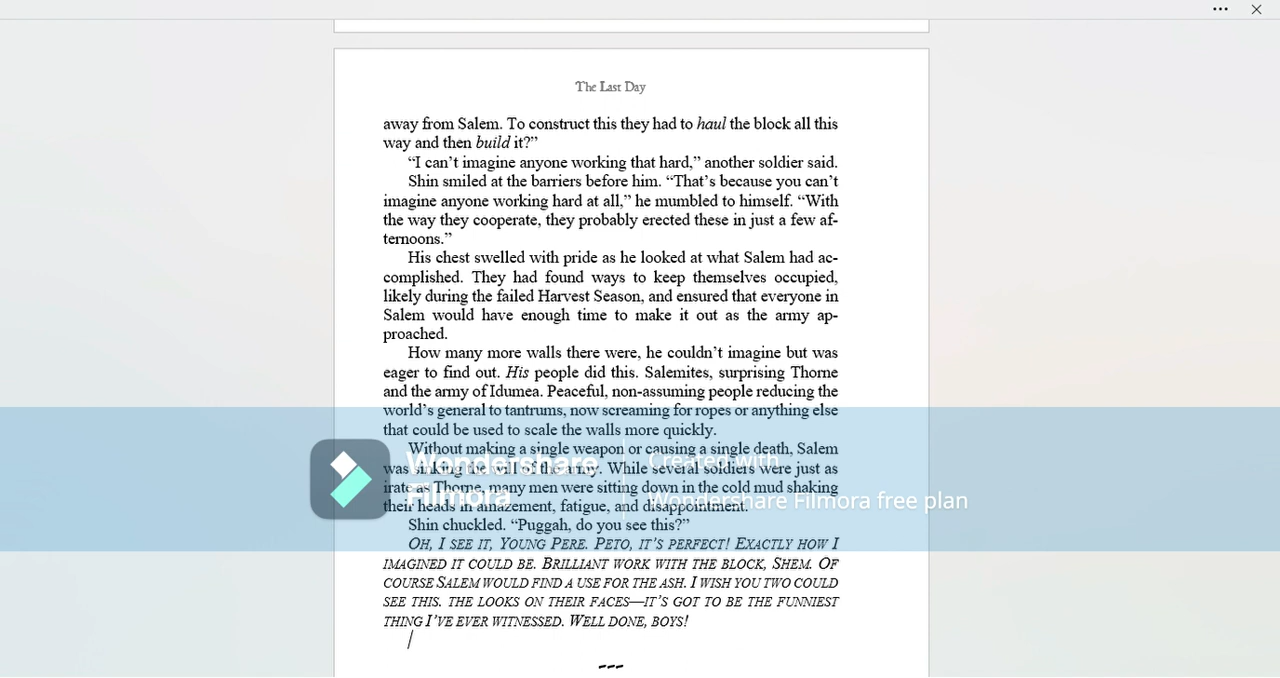 The Last Day
away from Salem. To construct this they had to haul the block all this
way and then build it?”
“I can’t imagine anyone working that hard,” another soldier said.
Shin smiled at the barriers before him. “That’s because you can’t
imagine anyone working hard at all,” he mumbled to himself. “With
the way they cooperate, they probably erected these in just a few af-
ternoons.”
His chest swelled with pride as he looked at what Salem had ac-
complished. They had found ways to keep themselves occupied,
likely during the failed Harvest Season, and ensured that everyone in
Salem would have enough time to make it out as the army ap-
proached.
How many more walls there were, he couldn’t imagine but was
eager to find out. His people did this. Salemites, surprising Thorne
and the army of Idumea. Peaceful, non-assuming people reducing the
world’s general to tantrums, now screaming for ropes or anything else
that could be used to scale the walls more quickly.
Without making a single weapon or causing a single death, Salem
was sinking the will of the army. While several soldiers were just as
irate as Thorne, many men were sitting down in the cold mud shaking
their heads in amazement, fatigue, and disappointment.
Wondershare
Filmora
Created with
Wondershare Filmora free plan
Shin chuckled. “Puggah, do you see this?”
OH, I SEE IT, YOUNG PERE. PETO, IT’S PERFECT! EXACTLY HOW I
IMAGINED IT COULD BE. BRILLIANT WORK WITH THE BLOCK, SHEM. OF
COURSE SALEM WOULD FIND A USE FOR THE ASH. I WISH YOU TWO COULD
SEE THIS. THE LOOKS ON THEIR FACES—IT’S GOT TO BE THE FUNNIEST
THING I’VE EVER WITNESSED. WELL DONE, BOYS!